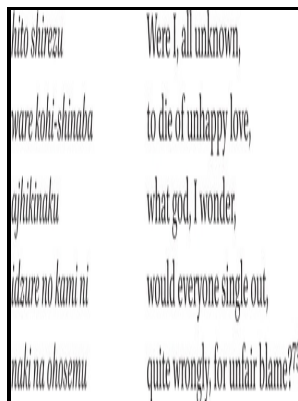 hito shirezu Were I, all unknown,
ware kohi-shinaba to die of unhappy love,
ajhikinaku what god, I wonder,
idzure no kami ni would everyone single out,
naki na ohosemu quite wrongly, for unfair blame?